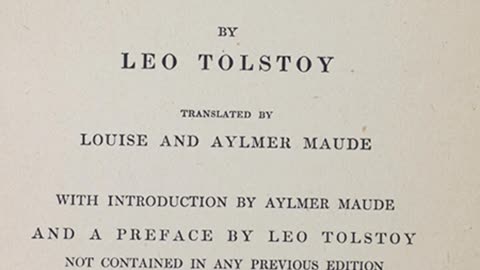 BY
LEO TOLSTOY
TRANSLATED BY
LOUISE AND AYLMER MAUDE
WITH INTRODUCTION BY AYLMER MAUDE
AND A PREFACE BY LEO TOLSTOY
NOT CONTAINED IN ANY PREVIOUS EDITION